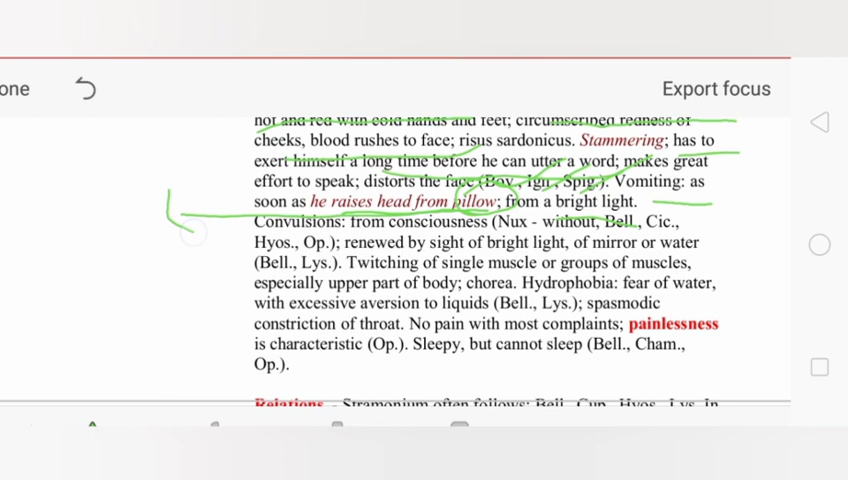 one
Export focus
hot and red with cold hands and feet; circumscribed redness of
cheeks, blood rushes to face; risus sardonicus. Stammering; has to
exert himself a long time before he can utter a word; makes great
effort to speak; distorts the face (Bov., Ign., Spig.). Vomiting: as
soon as he raises head from pillow; from a bright light.
Convulsions: from consciousness (Nux - without, Bell., Cic.,
Hyos., Op.); renewed by sight of bright light, of mirror or water
(Bell., Lys.). Twitching of single muscle or groups of muscles,
especially upper part of body; chorea. Hydrophobia: fear of water,
with excessive aversion to liquids (Bell., Lys.); spasmodic
constriction of throat. No pain with most complaints; painlessness
is characteristic (Op.). Sleepy, but cannot sleep (Bell., Cham.,
Op.).
Relations - Stramonium often follows: Bell., Cup., Hyos., Lys. In